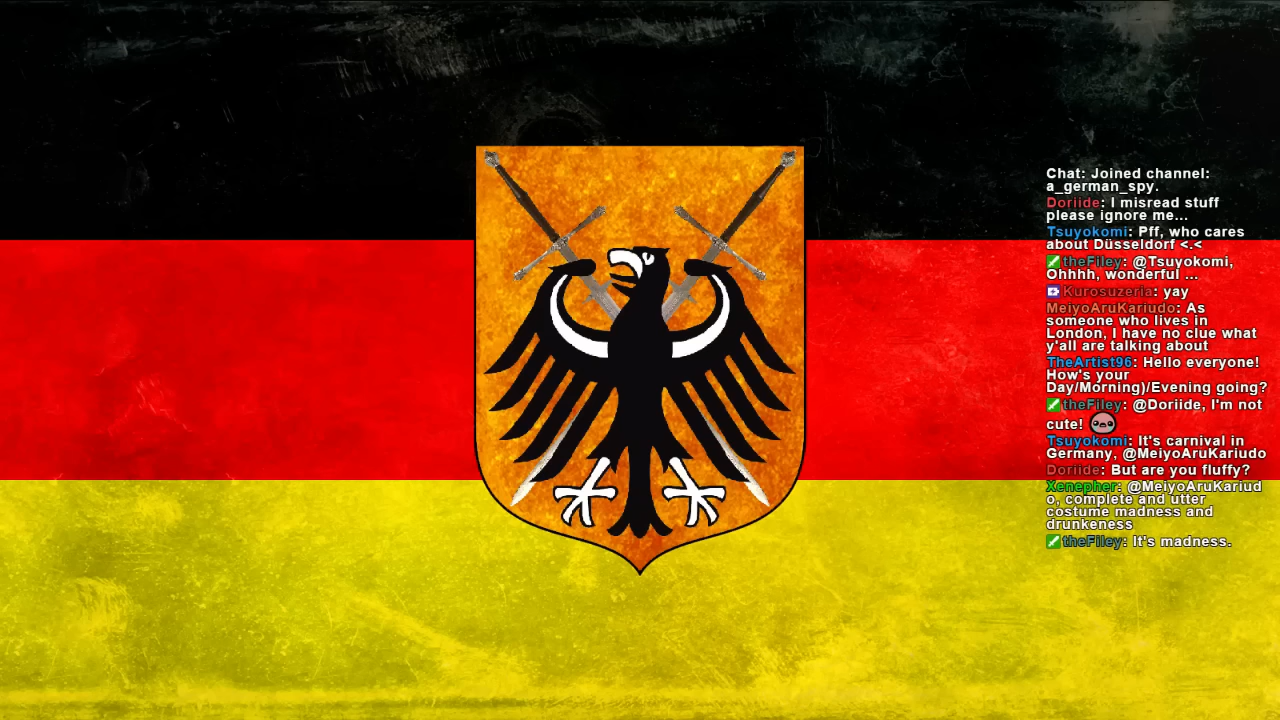 Chat: Joined channel:
a_german_spy.
Doriide: I misread stuff
please ignore me...
Tsuyokomi: Pff, who cares
about Düsseldorf <.<
theFiley: @Tsuyokomi,
Ohhhh, wonderful ...
Kurosuzeria: yay
MeiyoAruKariudo: As
someone who lives in
London, I have no clue what
y'all are talking about
TheArtist96: Hello everyone!
How's your
Day/Morning)/Evening going?
theFiley: @Doriide, I'm not
cute!
Tsuyokomi: It's carnival in
Germany, @MeiyoAruKariudo
Doriide: But are you fluffy?
Xenepher: @MeiyoAruKariud
o, complete and utter
costume madness and
drunkeness
theFiley: It's madness.